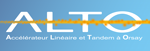 ALTO
Accélérateur Linéaire et Tandem à Orsay